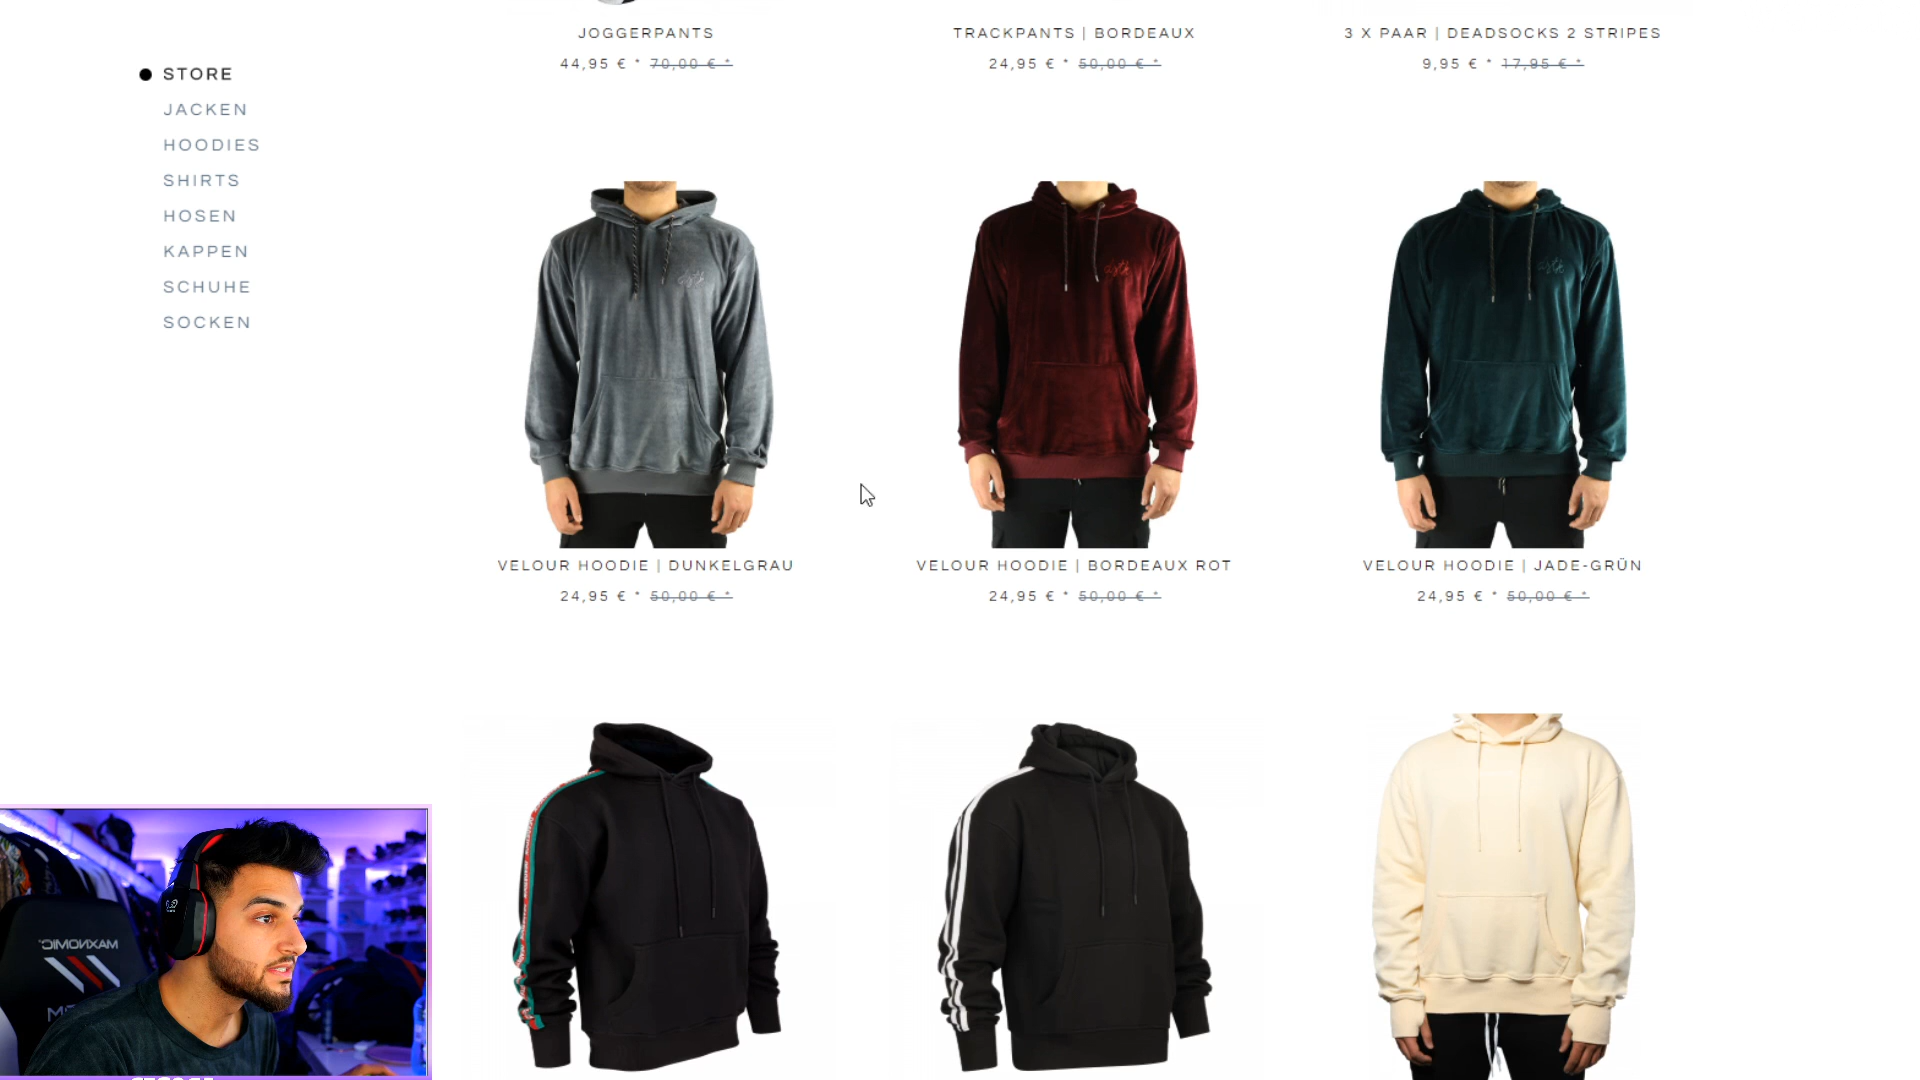 JOGGERPANTS
44,95 € * 70,00 € *
TRACKPANTS | BORDEAUX
24,95 € * 50,00 € *
3 X PAAR | DEADSOCKS 2 STRIPES
9,95 € * 17,95 € *
STORE
JACKEN
HOODIES
SHIRTS
HOSEN
KAPPEN
SCHUHE
SOCKEN
VELOUR HOODIE | DUNKELGRAU
24,95 € * 50,00 € *
VELOUR HOODIE | BORDEAUX ROT
24,95 € * 50,00 € *
VELOUR HOODIE | JADE-GRÜN
24,95 € * 50,00 € *
MAXNOMIC